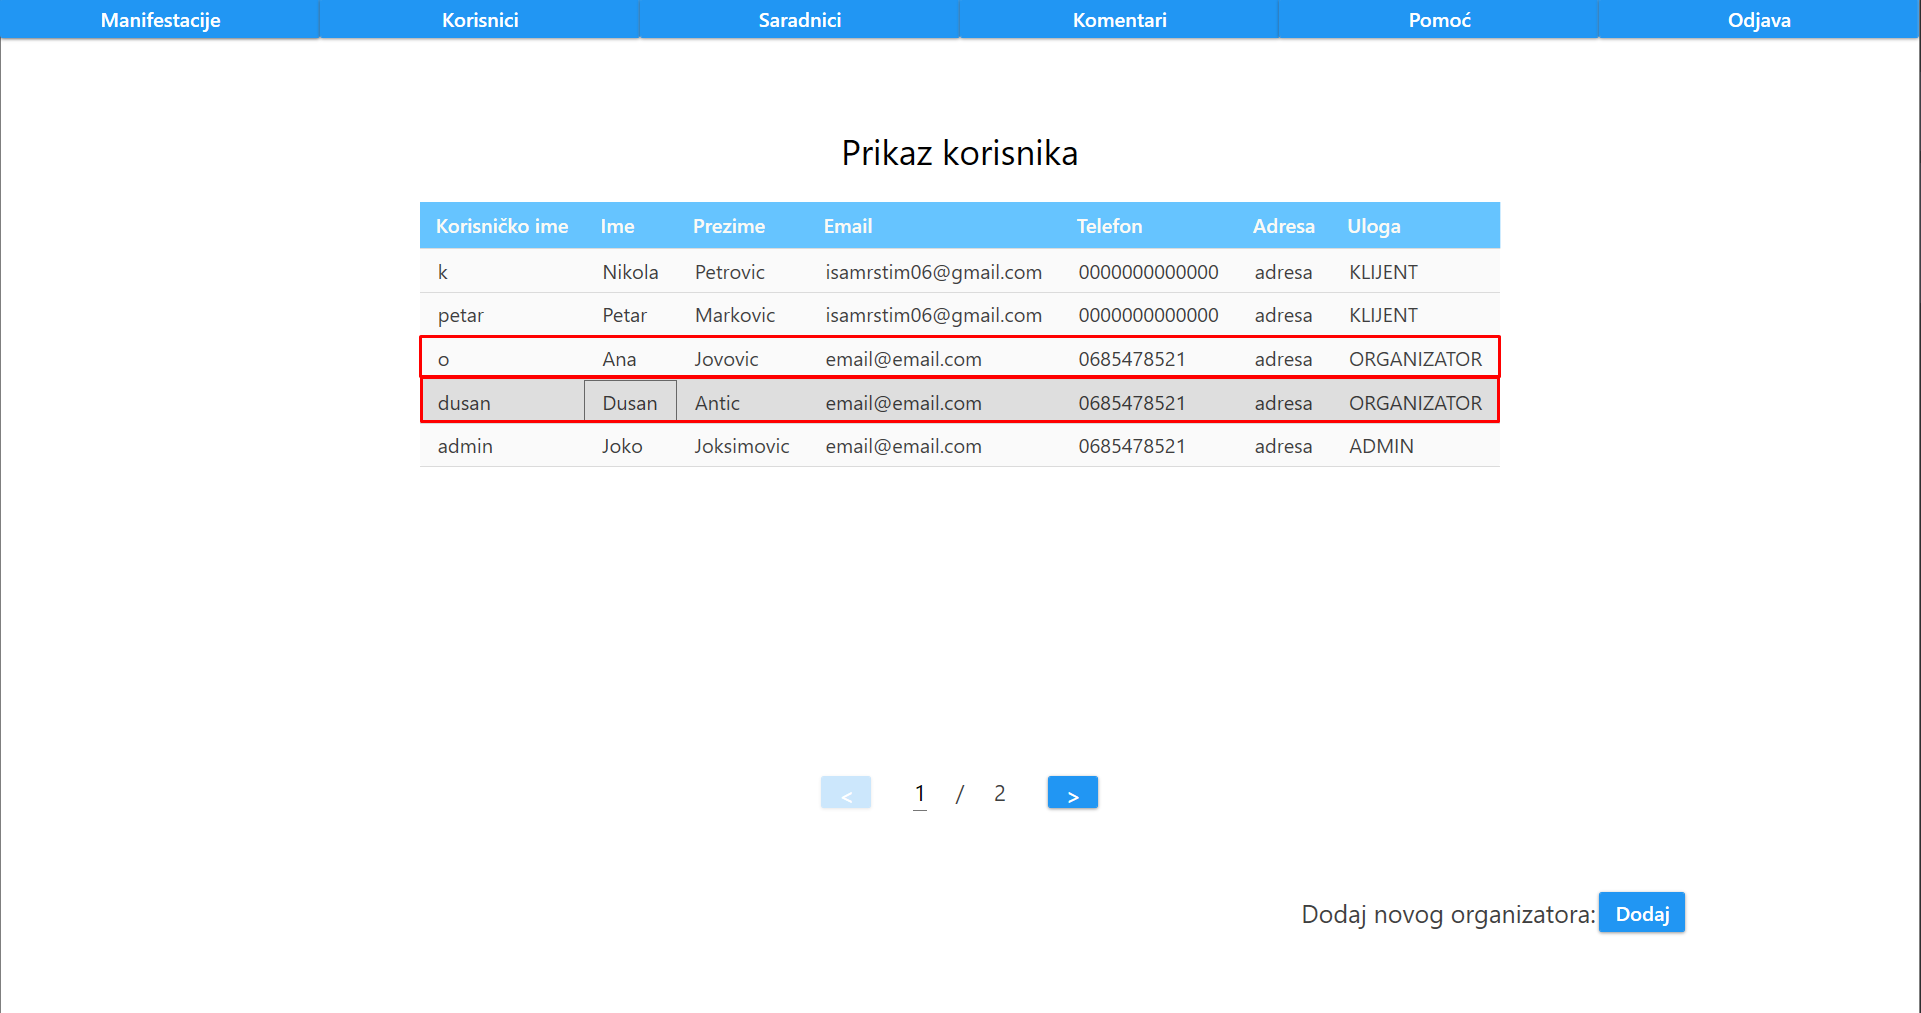 Manifestacije Korisnici Saradnici Komentari Pomoć Odjava
Prikaz korisnika
Korisničko ime Ime Prezime Email Telefon Adresa Uloga
k Nikola Petrovic isamrstim06@gmail.com 0000000000000 adresa KLIJENT
petar Petar Markovic isamrstim06@gmail.com 0000000000000 adresa KLIJENT
o Ana Jovovic email@email.com 0685478521 adresa ORGANIZATOR
dusan Dusan Antic email@email.com 0685478521 adresa ORGANIZATOR
admin Joko Joksimovic email@email.com 0685478521 adresa ADMIN
< 1 / 2 >
Dodaj novog organizatora: Dodaj